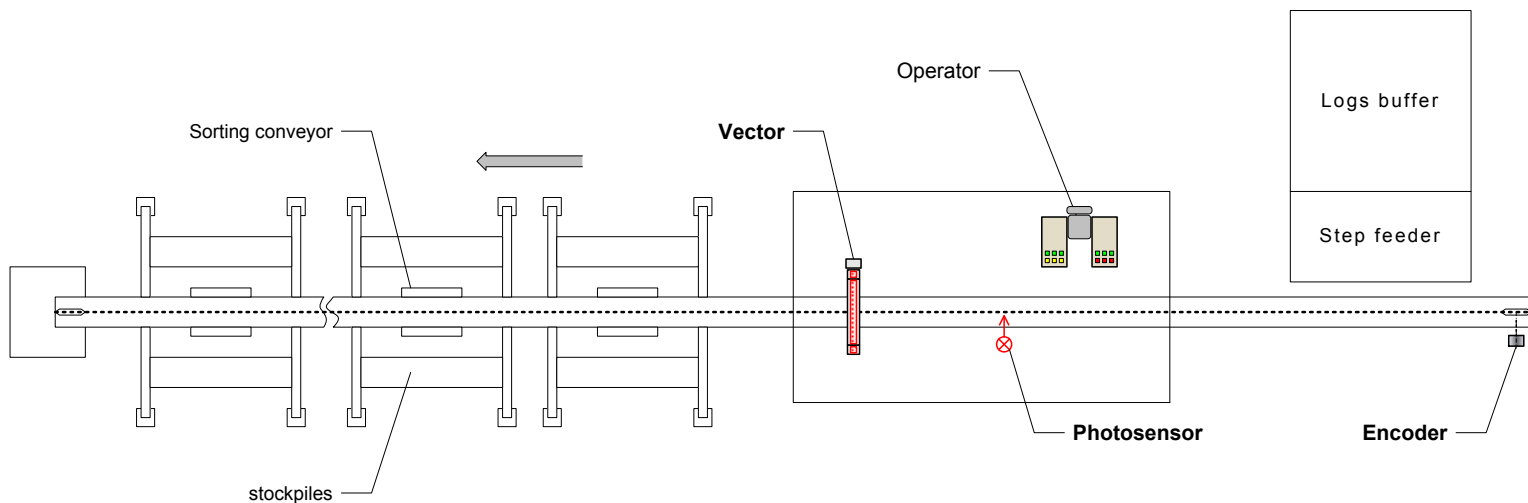 Operator
Logs buffer
Sorting conveyor
Vector
Step feeder
Photosensor
Encoder
stockpiles